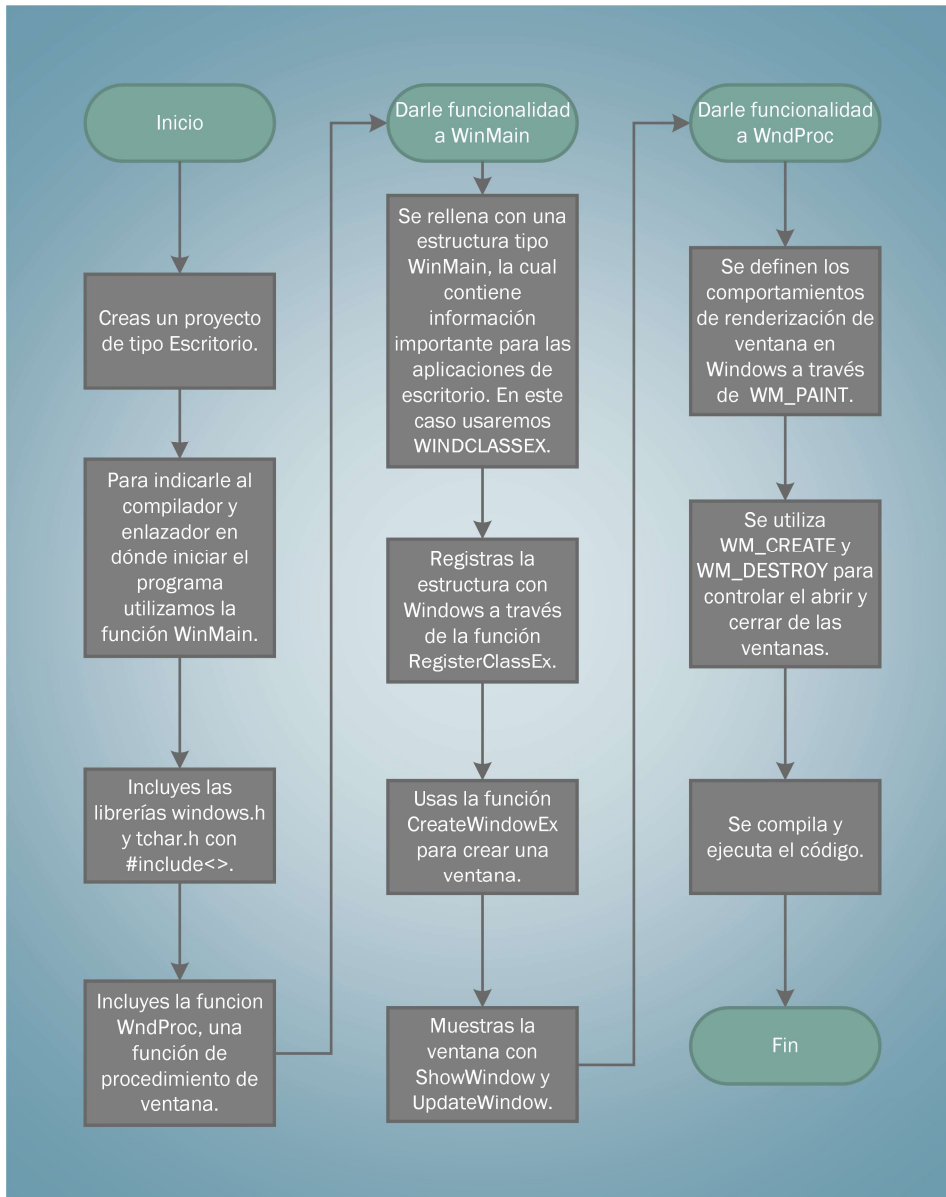 Inicio
Creas un proyecto
de tipo Escritorio.
Para indicarle al
compilador y
enlazador en
dónde iniciar el
programa
utilizamos la
función WinMain.
Incluyes las
librerías windows.h
y tchar.h con
#include<>.
Incluyes la funcion
WndProc, una
función de
procedimiento de
ventana.
Darle funcionalidad
a WinMain
Se rellena con una
estructura tipo
WinMain, la cual
contiene
información
importante para las
aplicaciones de
escritorio. En este
caso usaremos
WINDCLASSEX.
Registras la
estructura con
Windows a través
de la función
RegisterClassEx.
Usas la función
CreateWindowEx
para crear una
ventana.
Muestras la
ventana con
ShowWindow y
UpdateWindow.
Darle funcionalidad
a WndProc
Se definen los
comportamientos
de renderización de
ventana en
Windows a través
de WM_PAINT.
Se utiliza
WM_CREATE y
WM_DESTROY para
controlar el abrir y
cerrar de las
ventanas.
Se compila y
ejecuta el código.
Fin